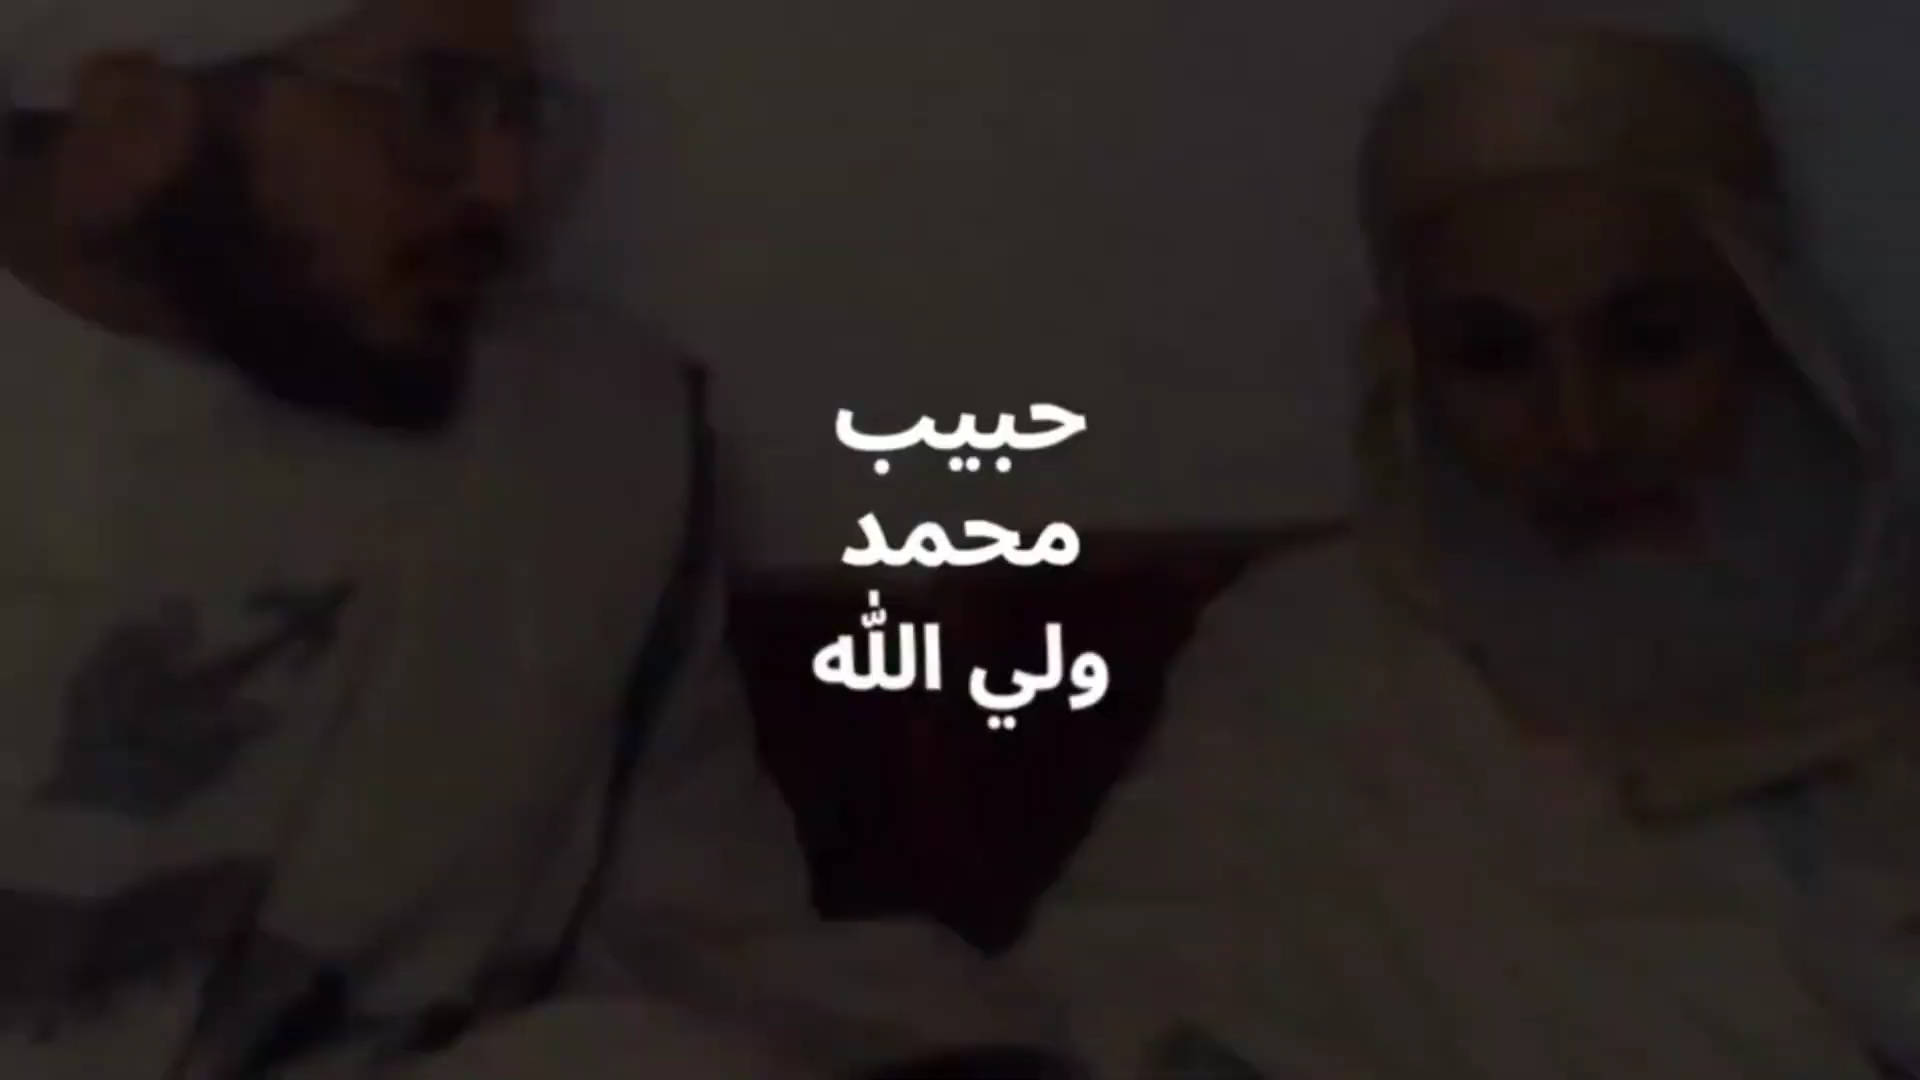 حبيب
محمد
ولي الله